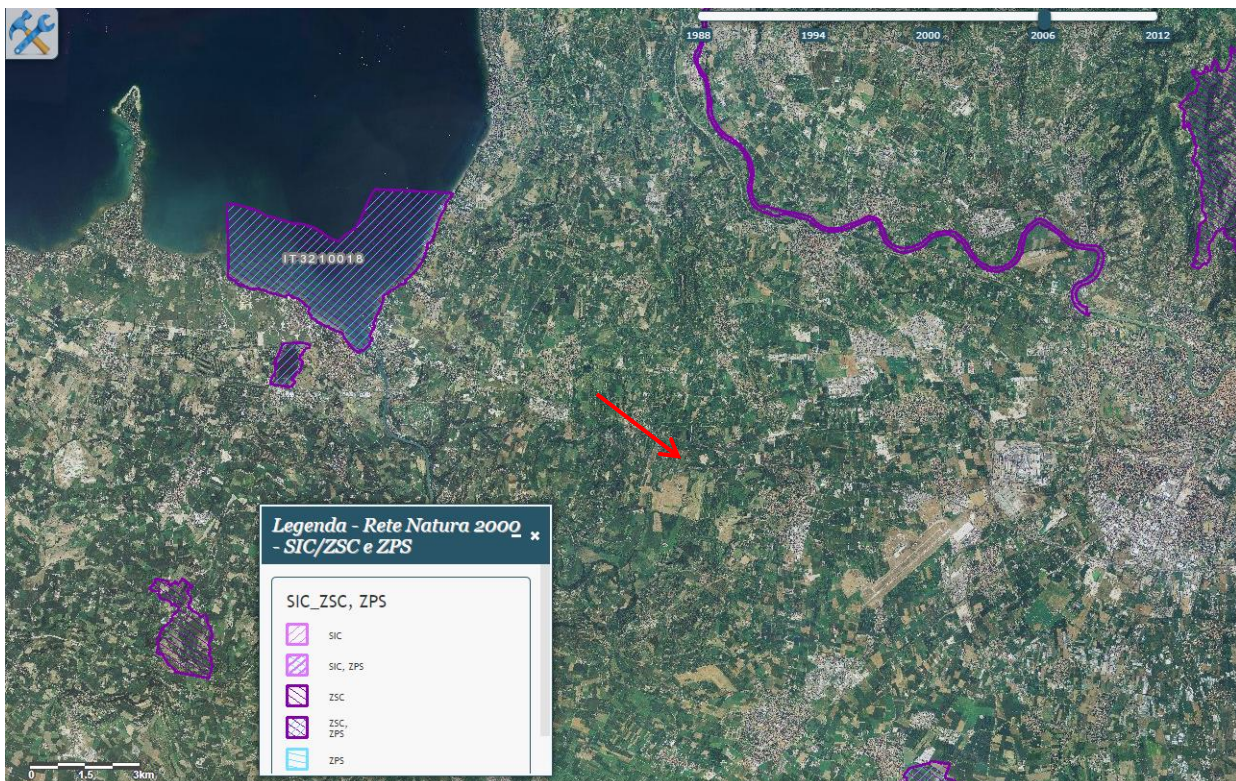 1988 1994 2000 2006 2012
IT3210018
Legenda - Rete Natura 2000
- SIC/ZSC e ZPS
SIC_ZSC, ZPS
SIC
SIC, ZPS
ZSC
ZSC,
ZPS
ZPS
0 1.5 3km